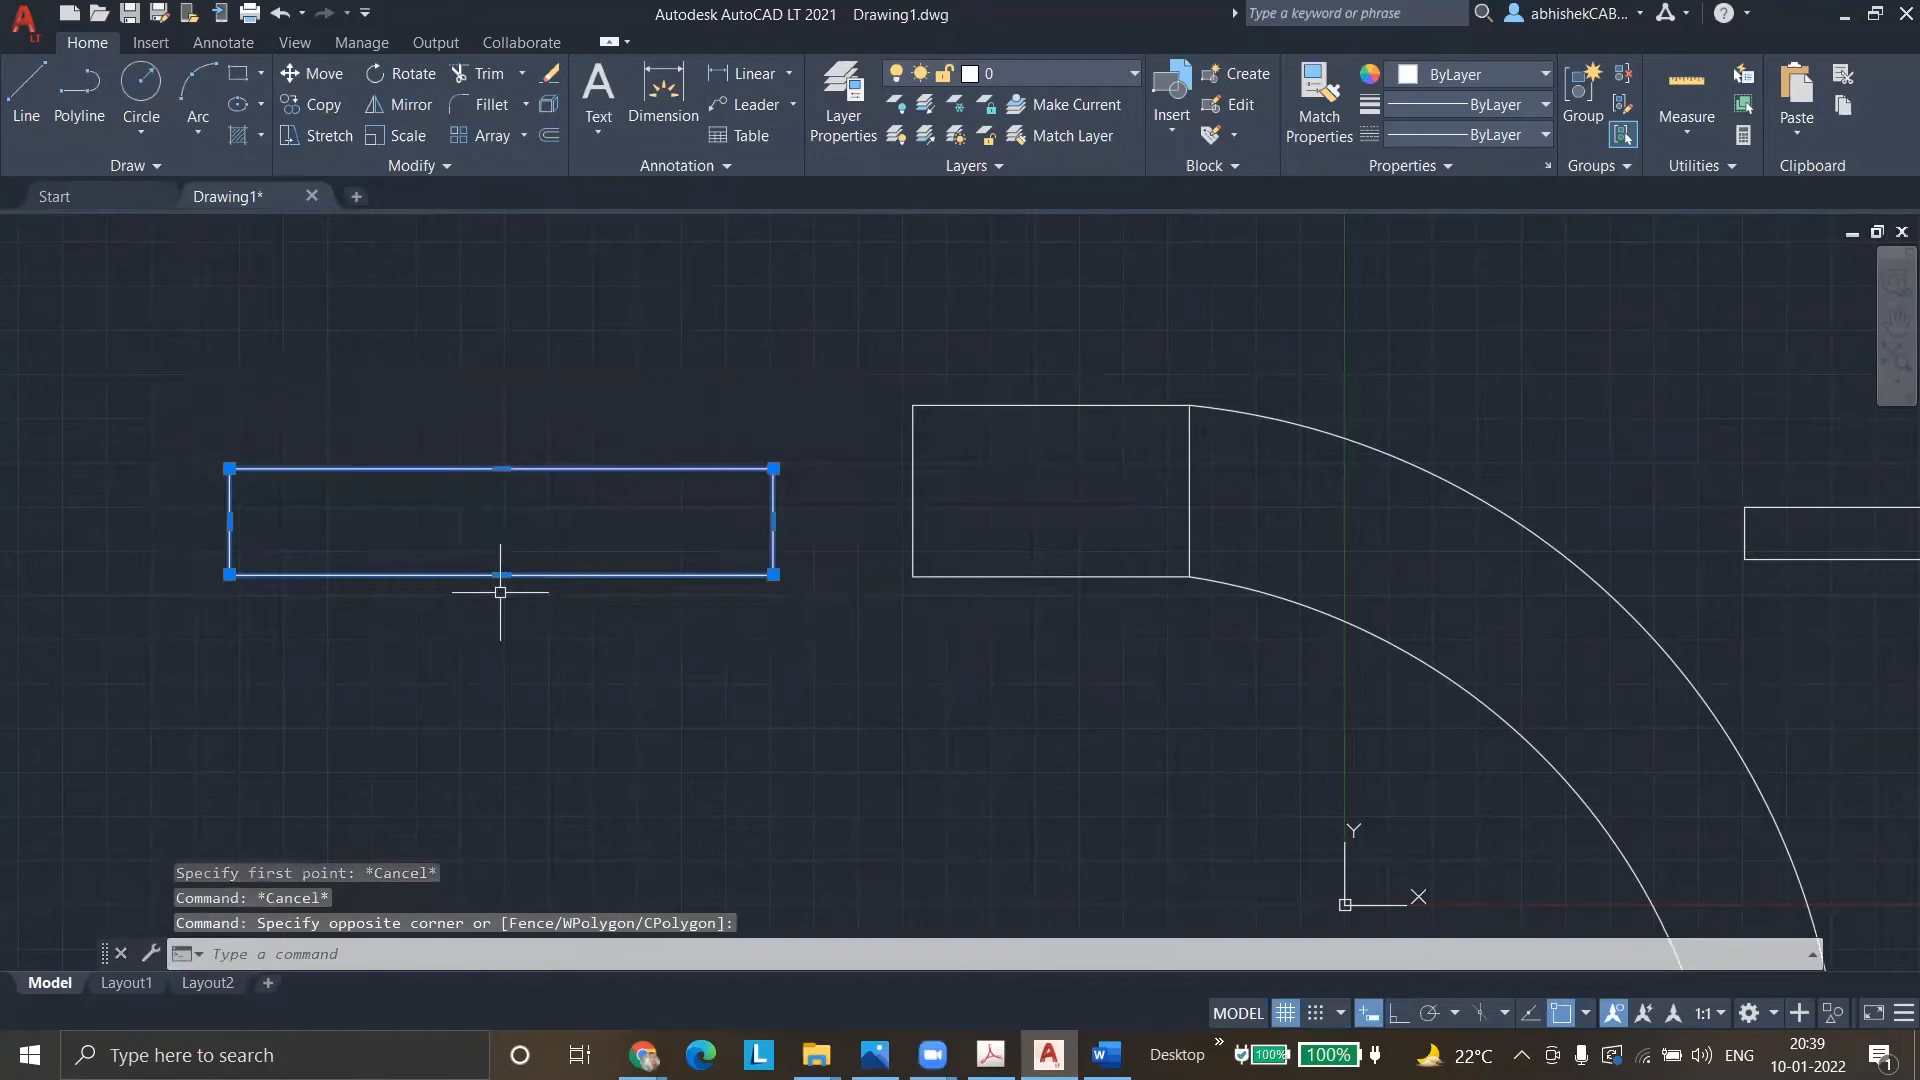 Autodesk AutoCAD LT 2021 Drawing1.dwg
Type a keyword or phrase
abhishekCAB...
Home Insert Annotate View Manage Output Collaborate
Line Polyline Circle Arc
Move Rotate Trim
Copy Mirror Fillet
Stretch Scale Array
Text Dimension
Linear
Leader
Table
Layer Properties
0
Make Current
Match Layer
Insert
Create
Edit
Match Properties
ByLayer
ByLayer
ByLayer
Group
Measure
Paste
Draw Modify Annotation Layers Block Properties Groups Utilities Clipboard
Start Drawing1*
Y
X
Specify first point: *Cancel*
Command: *Cancel*
Command: Specify opposite corner or [Fence/WPolygon/CPolygon]:
Type a command
Model Layout1 Layout2
MODEL 1:1
Type here to search
Desktop
100%
100%
22°C
ENG
20:39
10-01-2022
1